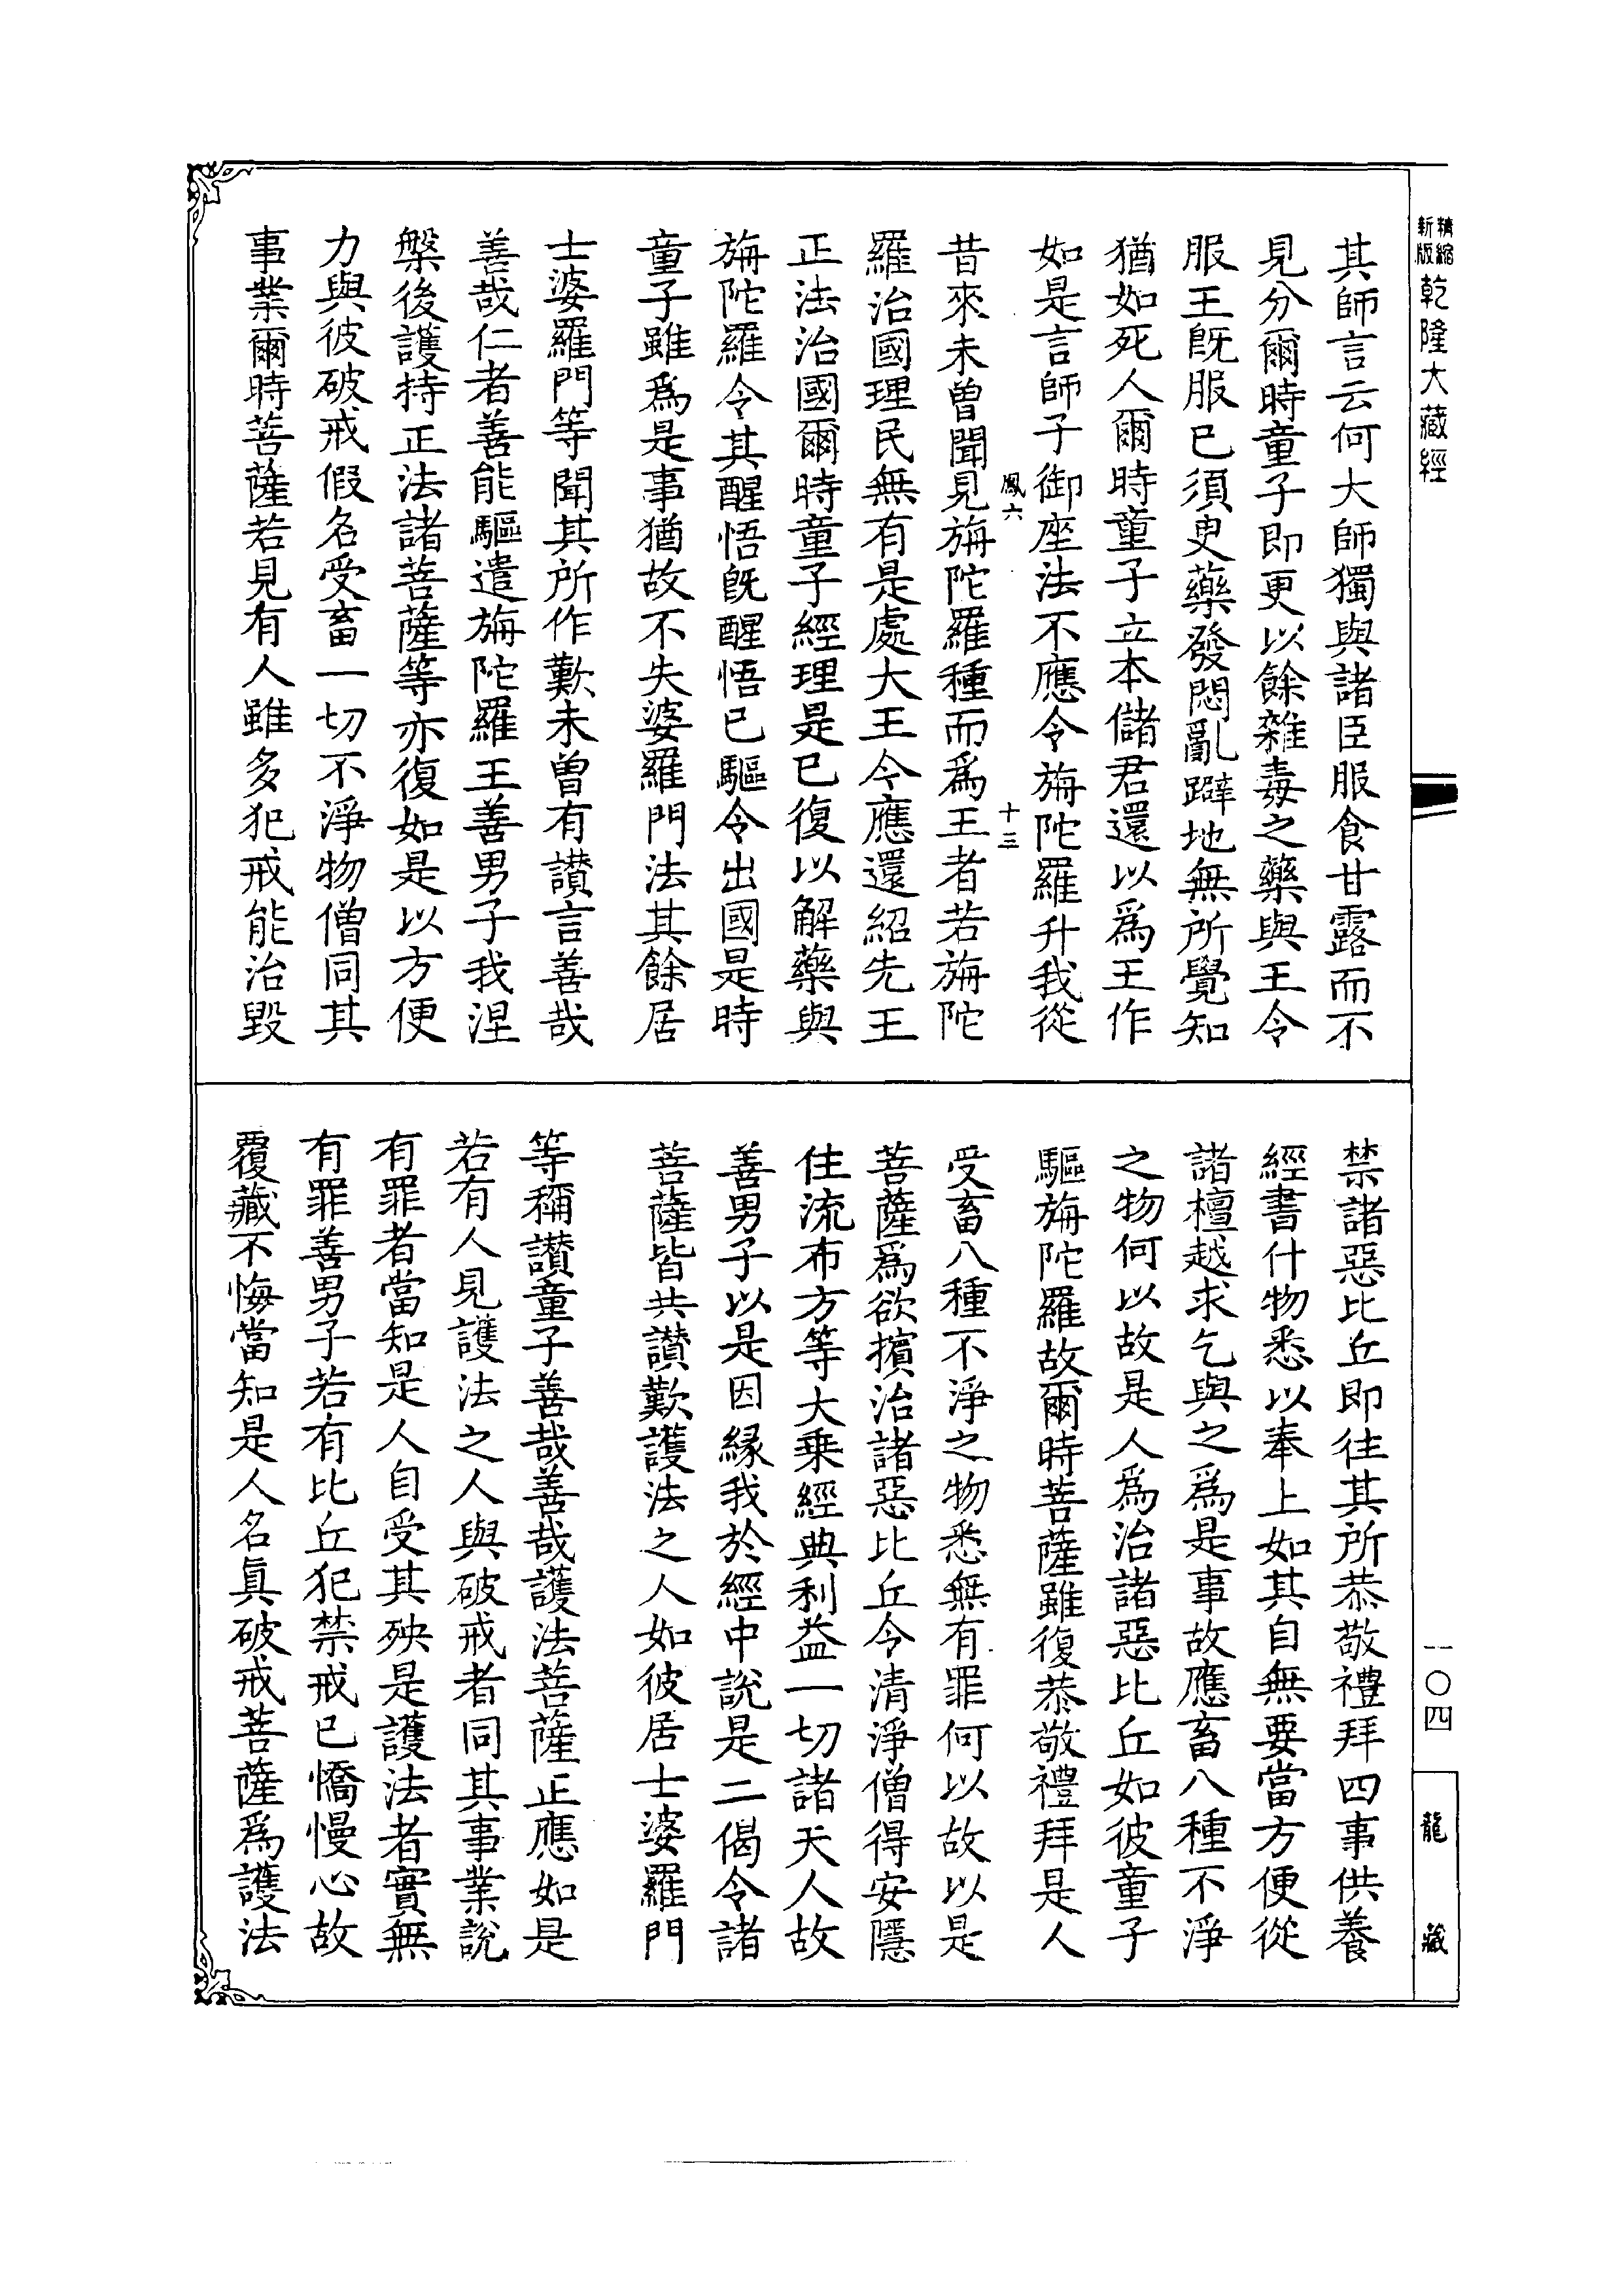 精縮
新版
乾隆大藏經
一〇四
龍藏
其師言云何大師獨與諸臣服食甘露而不
見分爾時童子即更以餘雜毒之藥與王令
服王旣服已須臾藥發悶亂躃地無所覺知
猶如死人爾時童子立本儲君還以爲王作
如是言師子御座法不應令旃陀羅升我從
鳳六
十三
昔來未曾聞見旃陀羅種而爲王者若旃陀
羅治國理民無有是處大王今應還紹先王
正法治國爾時童子經理是已復以解藥與
旃陀羅令其醒悟旣醒悟已驅令出國是時
童子雖爲是事猶故不失婆羅門法其餘居
士婆羅門等聞其所作歎未曾有讃言善哉
善哉仁者善能驅遣旃陀羅王善男子我涅
槃後護持正法諸菩薩等亦復如是以方便
力與彼破戒假名受畜一切不淨物僧同其
事業爾時菩薩若見有人雖多犯戒能治毀
禁諸惡比丘即往其所恭敬禮拜四事供養
經書什物悉以奉上如其自無要當方便從
諸檀越求乞與之爲是事故應畜八種不淨
之物何以故是人爲治諸惡比丘如彼童子
驅旃陀羅故爾時菩薩雖復恭敬禮拜是人
受畜八種不淨之物悉無有罪何以故以是
菩薩爲欲擯治諸惡比丘令清淨僧得安隱
住流布方等大乘經典利益一切諸天人故
善男子以是因緣我於經中說是二偈令諸
菩薩皆共讃歎護法之人如彼居士婆羅門
等稱讃童子善哉善哉護法菩薩正應如是
若有人見護法之人與破戒者同其事業說
有罪者當知是人自受其殃是護法者實無
有罪善男子若有比丘犯禁戒已憍慢心故
覆藏不悔當知是人名眞破戒菩薩爲護法